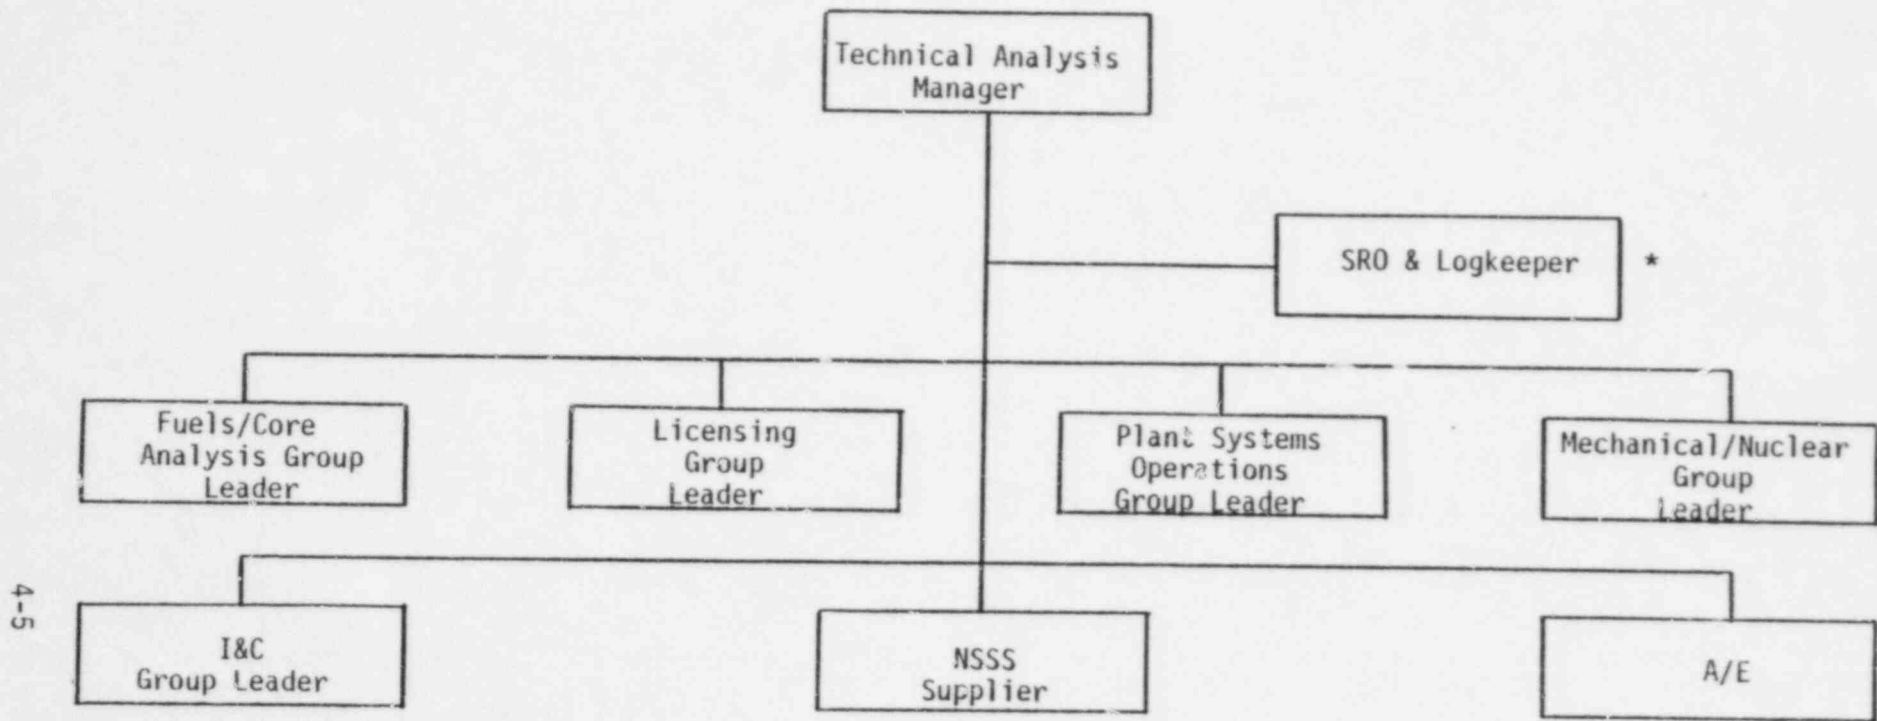 Technical Analysis
Manager
SRO & Logkeeper *
Fuels/Core
Analysis Group
Leader
Licensing
Group
Leader
Plant Systems
Operations
Group Leader
Mechanical/Nuclear
Group
Leader
I&C
Group Leader
NSSS
Supplier
A/E
4-5